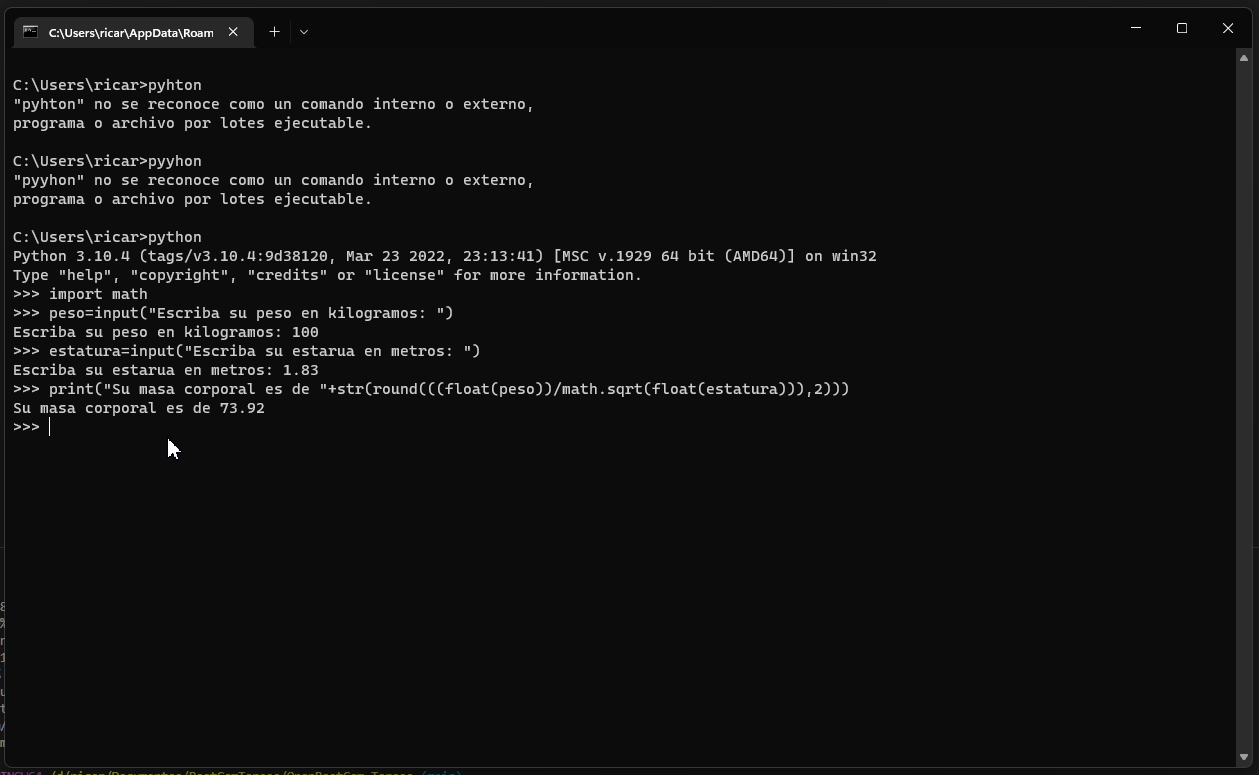 C:\Users\ricar\AppData\Roam
C:\Users\ricar>pyhton
"pyhton" no se reconoce como un comando interno o externo,
programa o archivo por lotes ejecutable.
C:\Users\ricar>pyyhon
"pyyhon" no se reconoce como un comando interno o externo,
programa o archivo por lotes ejecutable.
C:\Users\ricar>python
Python 3.10.4 (tags/v3.10.4:9d38120, Mar 23 2022, 23:13:41) [MSC v.1929 64 bit (AMD64)] on win32
Type "help", "copyright", "credits" or "license" for more information.
>>> import math
>>> peso=input("Escriba su peso en kilogramos: ")
Escriba su peso en kilogramos: 100
>>> estatura=input("Escriba su estarua en metros: ")
Escriba su estarua en metros: 1.83
>>> print("Su masa corporal es de "+str(round(((float(peso))/math.sqrt(float(estatura))),2)))
Su masa corporal es de 73.92
>>>